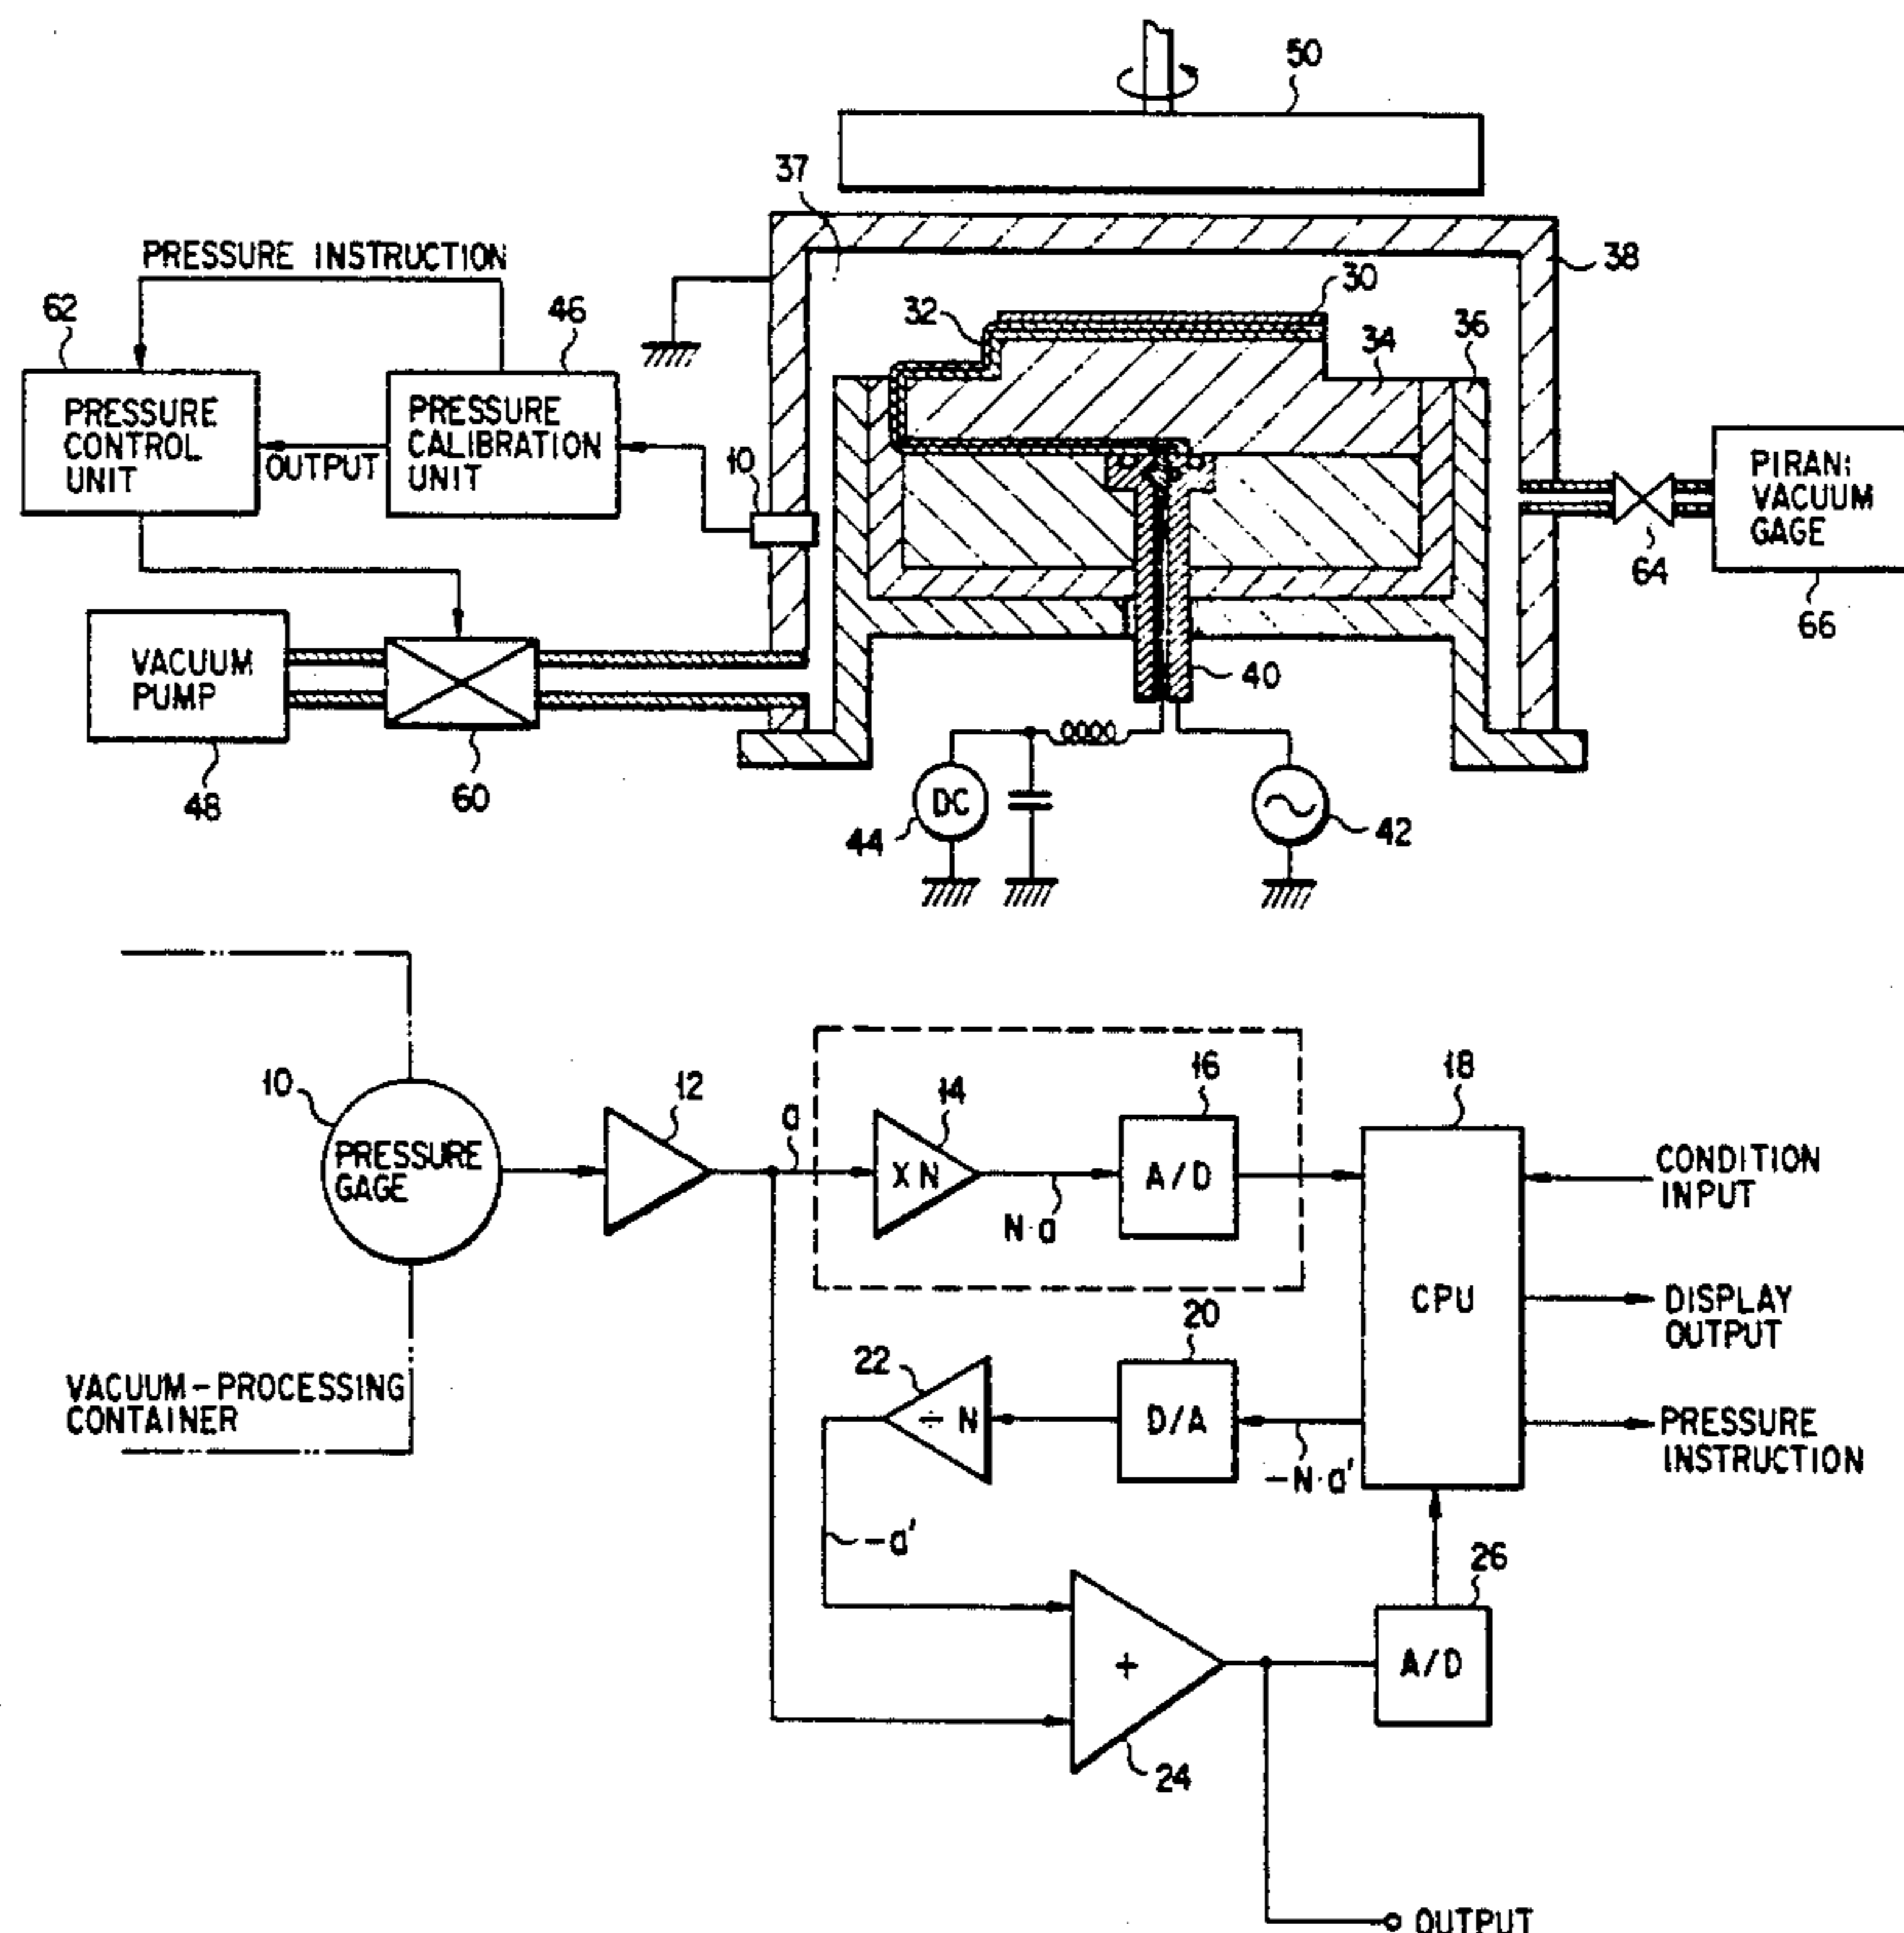 50
37
PRESSURE INSTRUCTION
38
62
46
32
30
34
36
PRESSURE
CONTROL
UNIT
OUTPUT
PRESSURE
CALIBRATION
UNIT
10
PIRANI
VACUUM
GAGE
64
66
VACUUM
PUMP
40
48
60
DC
44
42
10
PRESSURE
GAGE
12
a
14
XN
N·a
16
A/D
18
CPU
CONDITION
INPUT
DISPLAY
OUTPUT
PRESSURE
INSTRUCTION
VACUUM-PROCESSING
CONTAINER
22
÷ N
20
D/A
-N·a'
-a'
26
A/D
+
24
OUTPUT